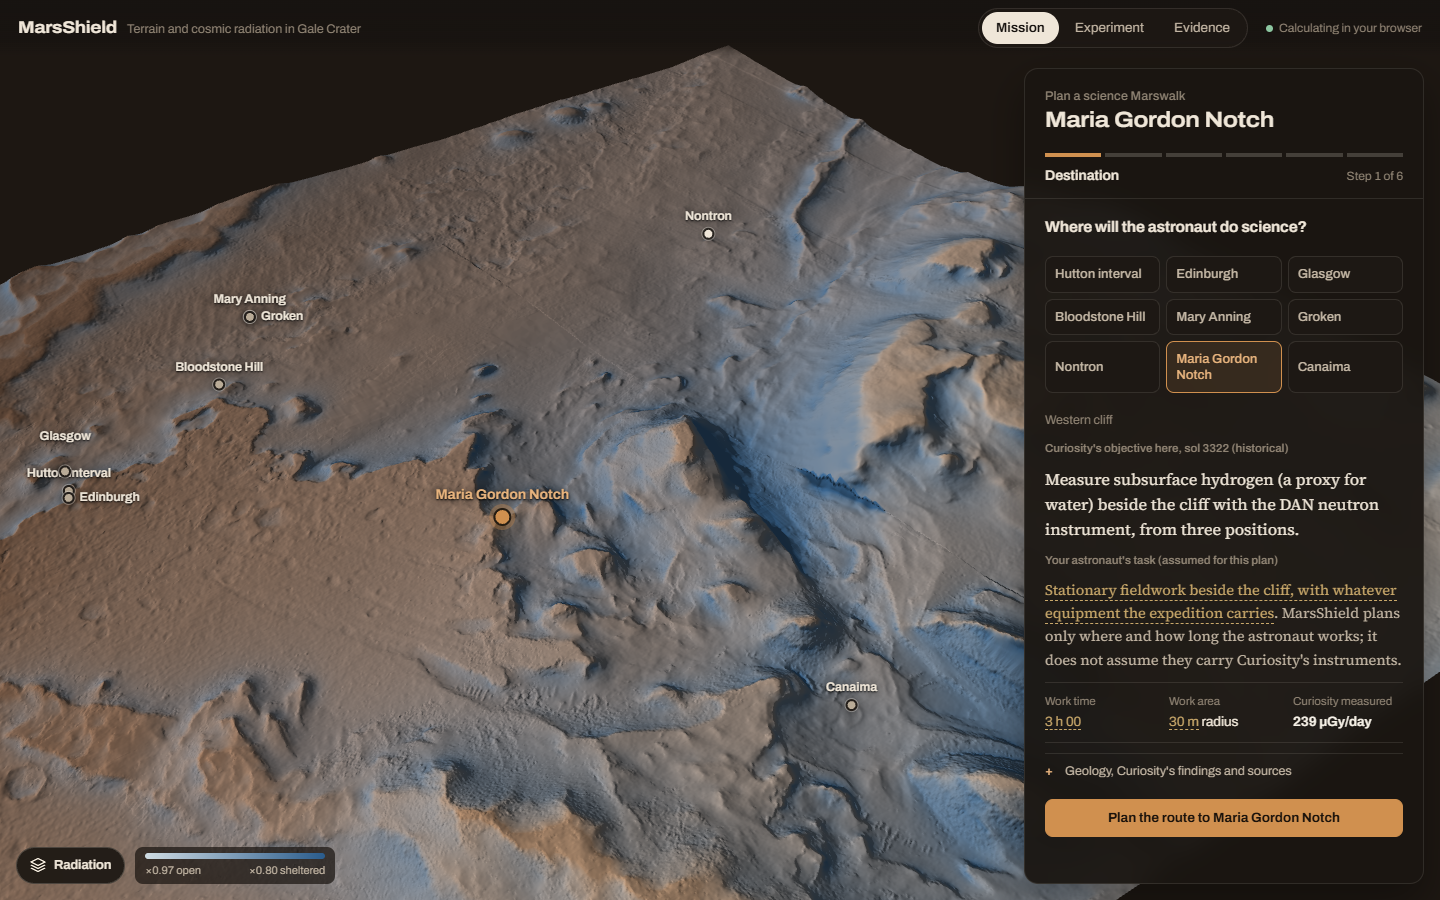 MarsShield Terrain and cosmic radiation in Gale Crater
Mission Experiment Evidence
Calculating in your browser
Nontron
Mary Anning
Groken
Bloodstone Hill
Glasgow
Hutton interval
Edinburgh
Maria Gordon Notch
Canaima
Radiation
×0.97 open ×0.80 sheltered
Plan a science Marswalk
Maria Gordon Notch
Destination Step 1 of 6
Where will the astronaut do science?
Hutton interval Edinburgh Glasgow
Bloodstone Hill Mary Anning Groken
Nontron Maria Gordon Notch Canaima
Western cliff
Curiosity's objective here, sol 3322 (historical)
Measure subsurface hydrogen (a proxy for
water) beside the cliff with the DAN neutron
instrument, from three positions.
Your astronaut's task (assumed for this plan)
Stationary fieldwork beside the cliff, with whatever
equipment the expedition carries. MarsShield plans
only where and how long the astronaut works; it
does not assume they carry Curiosity's instruments.
Work time Work area Curiosity measured
3 h 00 30 m radius 239 µGy/day
+ Geology, Curiosity's findings and sources
Plan the route to Maria Gordon Notch